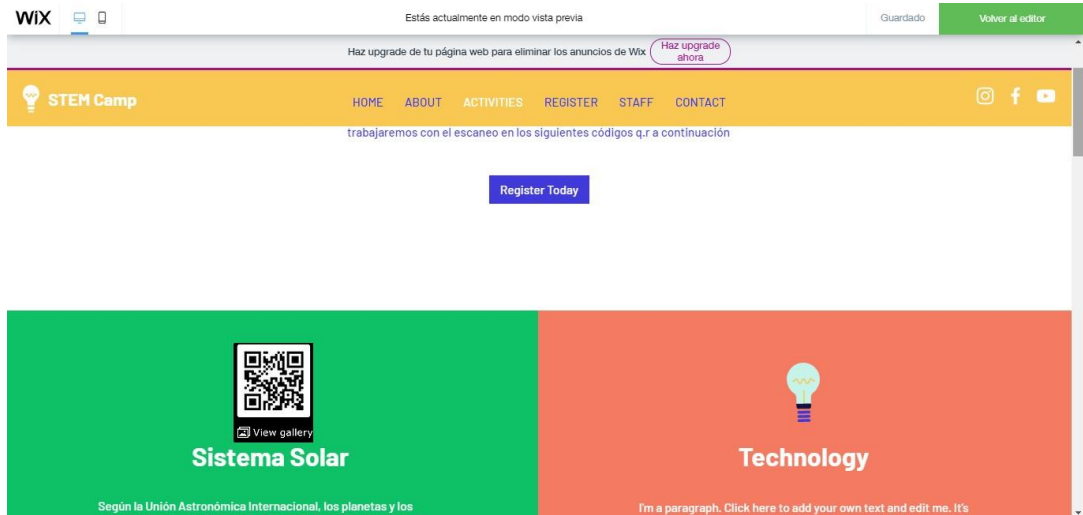 WiX
Estás actualmente en modo vista previa
Guardado
Volver al editor
Haz upgrade de tu página web para eliminar los anuncios de Wix
Haz upgrade
ahora
STEM Camp
HOME ABOUT ACTIVITIES REGISTER STAFF CONTACT
trabajaremos con el escaneo en los siguientes códigos q.r a continuación
Register Today
View gallery
Sistema Solar
Según la Unión Astronómica Internacional, los planetas y los
Technology
I'm a paragraph. Click here to add your own text and edit me. It's